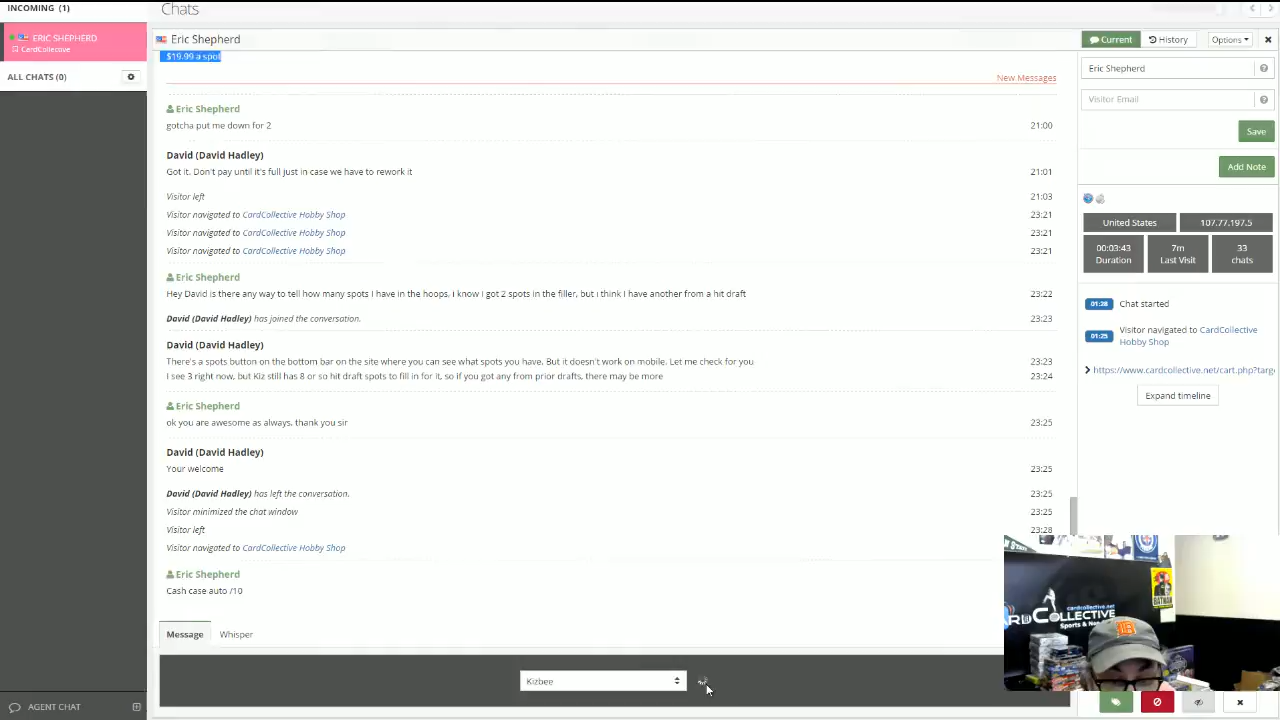 INCOMING (1)
Chats
ERIC SHEPHERD
CardCollecove
ALL CHATS (0)
Eric Shepherd
Current
History
Options
$19.99 a spot
New Messages
Eric Shepherd
gotcha put me down for 2 21:00
David (David Hadley)
Got it. Don't pay until it's full just in case we have to rework it 21:01
Visitor left 21:03
Visitor navigated to CardCollective Hobby Shop 23:21
Visitor navigated to CardCollective Hobby Shop 23:21
Visitor navigated to CardCollective Hobby Shop 23:21
Eric Shepherd
Hey David is there any way to tell how many spots I have in the hoops, i know I got 2 spots in the filler, but i think I have another from a hit draft 23:22
David (David Hadley) has joined the conversation. 23:23
David (David Hadley)
There's a spots button on the bottom bar on the site where you can see what spots you have. But it doesn't work on mobile. Let me check for you 23:23
I see 3 right now, but Kiz still has 8 or so hit draft spots to fill in for it, so if you got any from prior drafts, there may be more 23:24
Eric Shepherd
ok you are awesome as always, thank you sir 23:25
David (David Hadley)
Your welcome 23:25
David (David Hadley) has left the conversation. 23:25
Visitor minimized the chat window 23:25
Visitor left 23:28
Visitor navigated to CardCollective Hobby Shop
Eric Shepherd
Cash case auto /10
Message
Whisper
Kizbee
AGENT CHAT
Eric Shepherd
Visitor Email
Save
Add Note
United States
107.77.197.5
00:03:43
Duration
7m
Last Visit
33
chats
01:28 Chat started
01:25 Visitor navigated to CardCollective
Hobby Shop
https://www.cardcollective.net/cart.php?targ
Expand timeline
cardcollective.net